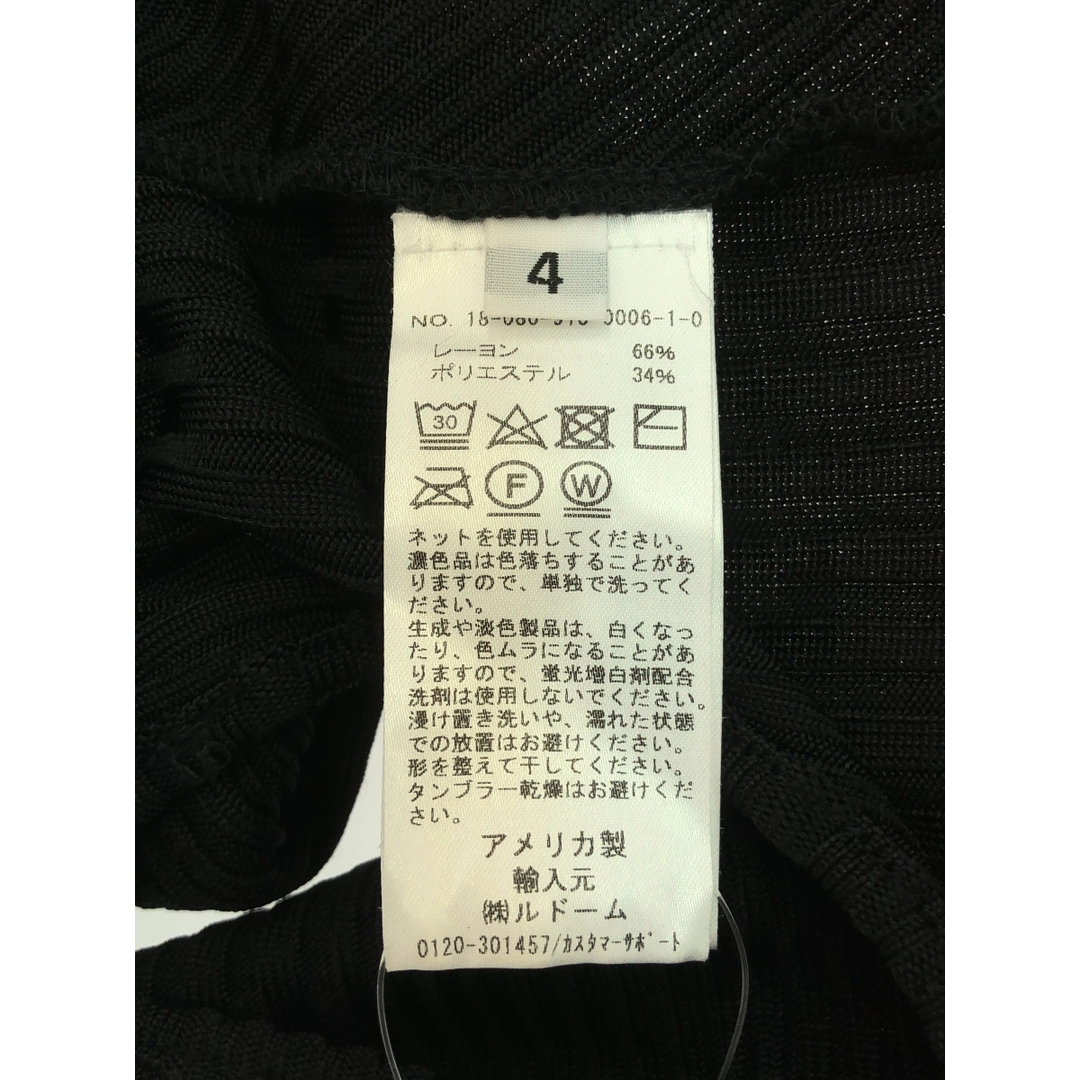 4
NO. 18-080-910-0006-1-0
レーヨン 66%
ポリエステル 34%
30
F W
ネットを使用してください。
濃色品は色落ちすることがあ
りますので、単独で洗ってく
ださい。
生成や淡色製品は、白くなっ
たり、色ムラになることがあ
りますので、蛍光増白剤配合
洗剤は使用しないでください。
浸け置き洗いや、濡れた状態
での放置はお避けください。
形を整えて干してください。
タンブラー乾燥はお避けくだ
さい。
アメリカ製
輸入元
㈱ルドーム
0120-301457/カスタマーサポート